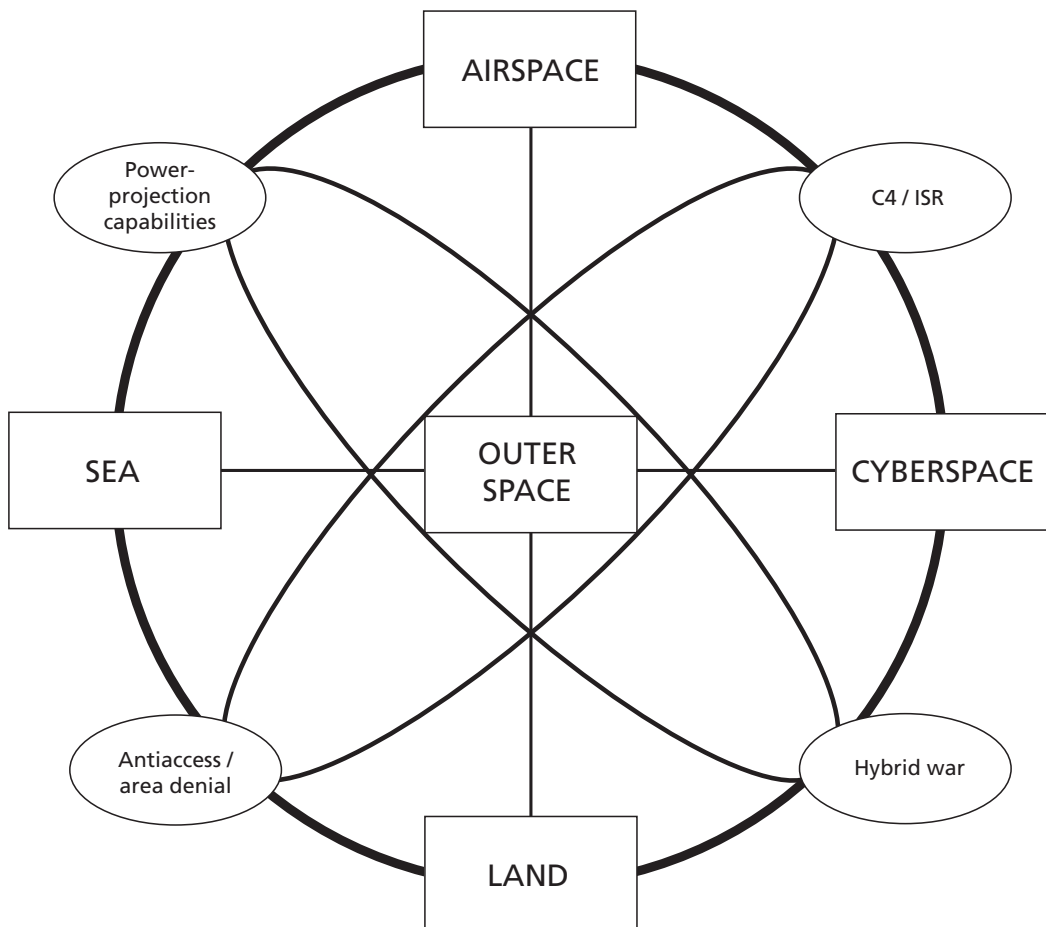 AIRSPACE
Power-
projection
capabilities
C4 / ISR
SEA
OUTER
SPACE
CYBERSPACE
Antiaccess /
area denial
Hybrid war
LAND